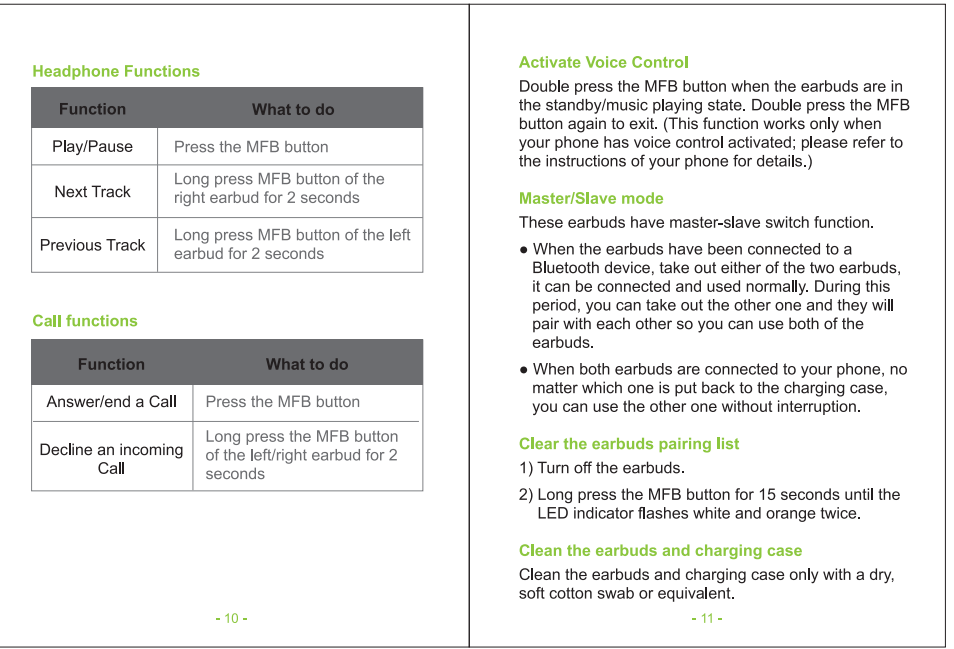 Headphone Functions
Function What to do
Play/Pause Press the MFB button
Next Track Long press MFB button of the
right earbud for 2 seconds
Previous Track Long press MFB button of the left
earbud for 2 seconds
Call functions
Function What to do
Answer/end a Call Press the MFB button
Decline an incoming
Call
Long press the MFB button
of the left/right earbud for 2
seconds
- 10 -
Activate Voice Control
Double press the MFB button when the earbuds are in
the standby/music playing state. Double press the MFB
button again to exit. (This function works only when
your phone has voice control activated; please refer to
the instructions of your phone for details.)
Master/Slave mode
These earbuds have master-slave switch function.
● When the earbuds have been connected to a
Bluetooth device, take out either of the two earbuds,
it can be connected and used normally. During this
period, you can take out the other one and they will
pair with each other so you can use both of the
earbuds.
● When both earbuds are connected to your phone, no
matter which one is put back to the charging case,
you can use the other one without interruption.
Clear the earbuds pairing list
1) Turn off the earbuds.
2) Long press the MFB button for 15 seconds until the
LED indicator flashes white and orange twice.
Clean the earbuds and charging case
Clean the earbuds and charging case only with a dry,
soft cotton swab or equivalent.
- 11 -